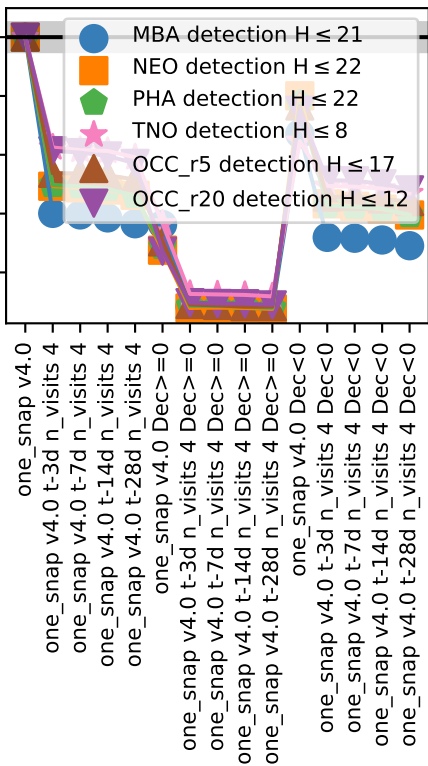 MBA detection H ≤ 21
NEO detection H ≤ 22
PHA detection H ≤ 22
TNO detection H ≤ 8
OCC_r5 detection H ≤ 17
OCC_r20 detection H ≤ 12
one_snap v4.0
one_snap v4.0 t-3d n_visits 4
one_snap v4.0 t-7d n_visits 4
one_snap v4.0 t-14d n_visits 4
one_snap v4.0 t-28d n_visits 4
one_snap v4.0 Dec>=0
one_snap v4.0 t-3d n_visits 4 Dec>=0
one_snap v4.0 t-7d n_visits 4 Dec>=0
one_snap v4.0 t-14d n_visits 4 Dec>=0
one_snap v4.0 t-28d n_visits 4 Dec>=0
one_snap v4.0 Dec<0
one_snap v4.0 t-3d n_visits 4 Dec<0
one_snap v4.0 t-7d n_visits 4 Dec<0
one_snap v4.0 t-14d n_visits 4 Dec<0
one_snap v4.0 t-28d n_visits 4 Dec<0